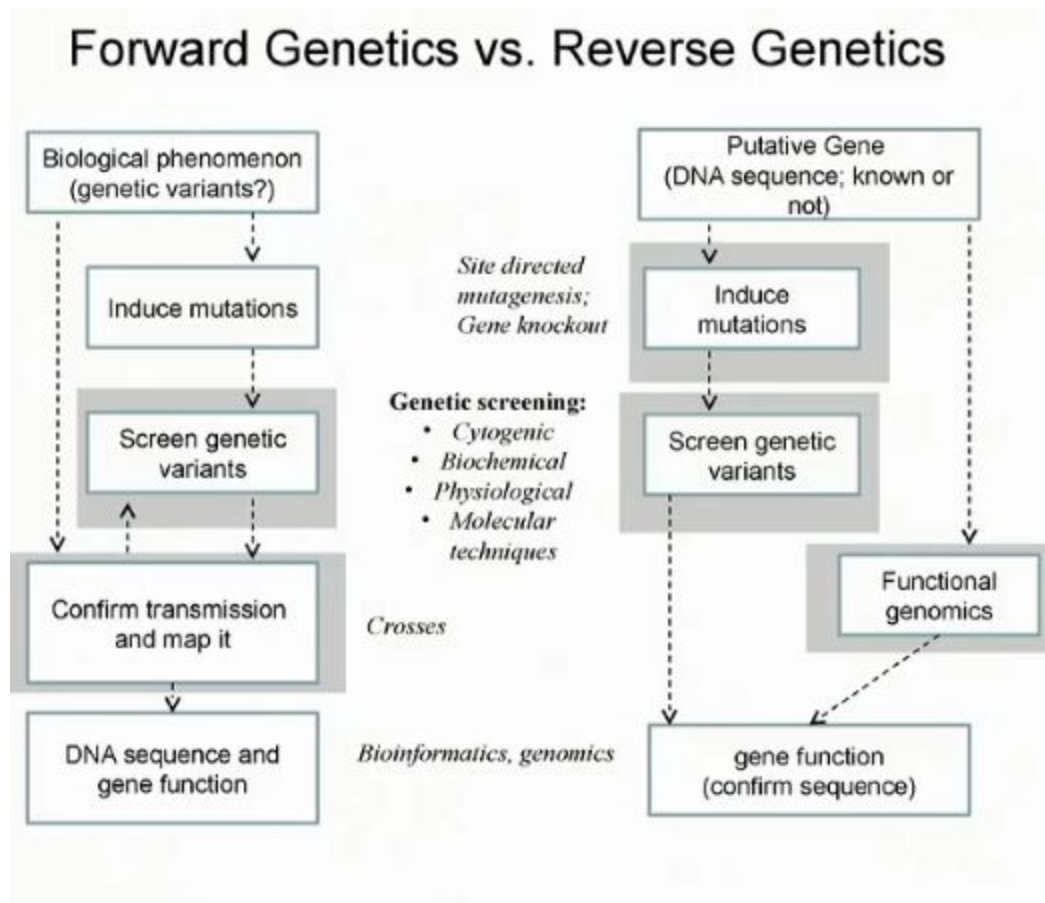 Forward Genetics vs. Reverse Genetics
Biological phenomenon
(genetic variants?)
Induce mutations
Screen genetic
variants
Confirm transmission
and map it
DNA sequence and
gene function
Site directed
mutagenesis;
Gene knockout
Genetic screening:
• Cytogenic
• Biochemical
• Physiological
• Molecular
techniques
Crosses
Bioinformatics, genomics
Putative Gene
(DNA sequence; known or
not)
Induce
mutations
Screen genetic
variants
Functional
genomics
gene function
(confirm sequence)